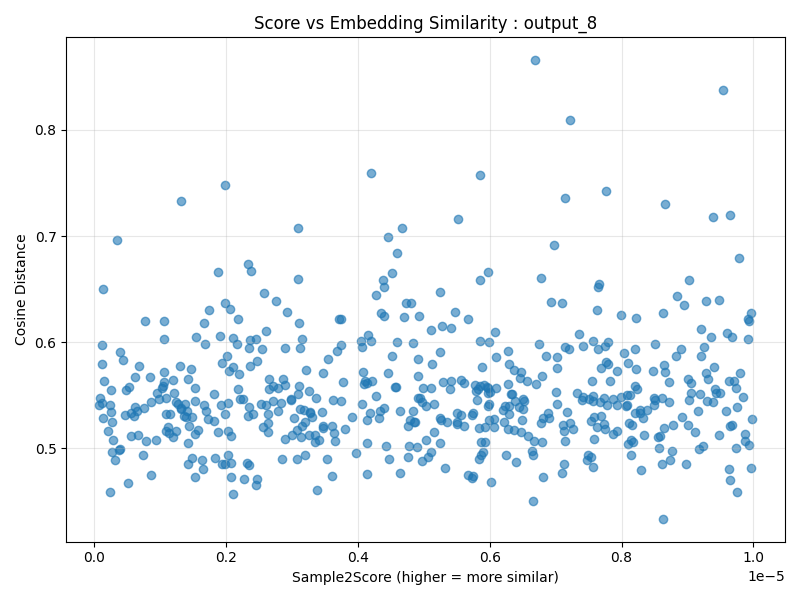 Score vs Embedding Similarity : output_8
Cosine Distance
0.8
0.7
0.6
0.5
0.0 0.2 0.4 0.6 0.8 1.0
1e−5
Sample2Score (higher = more similar)